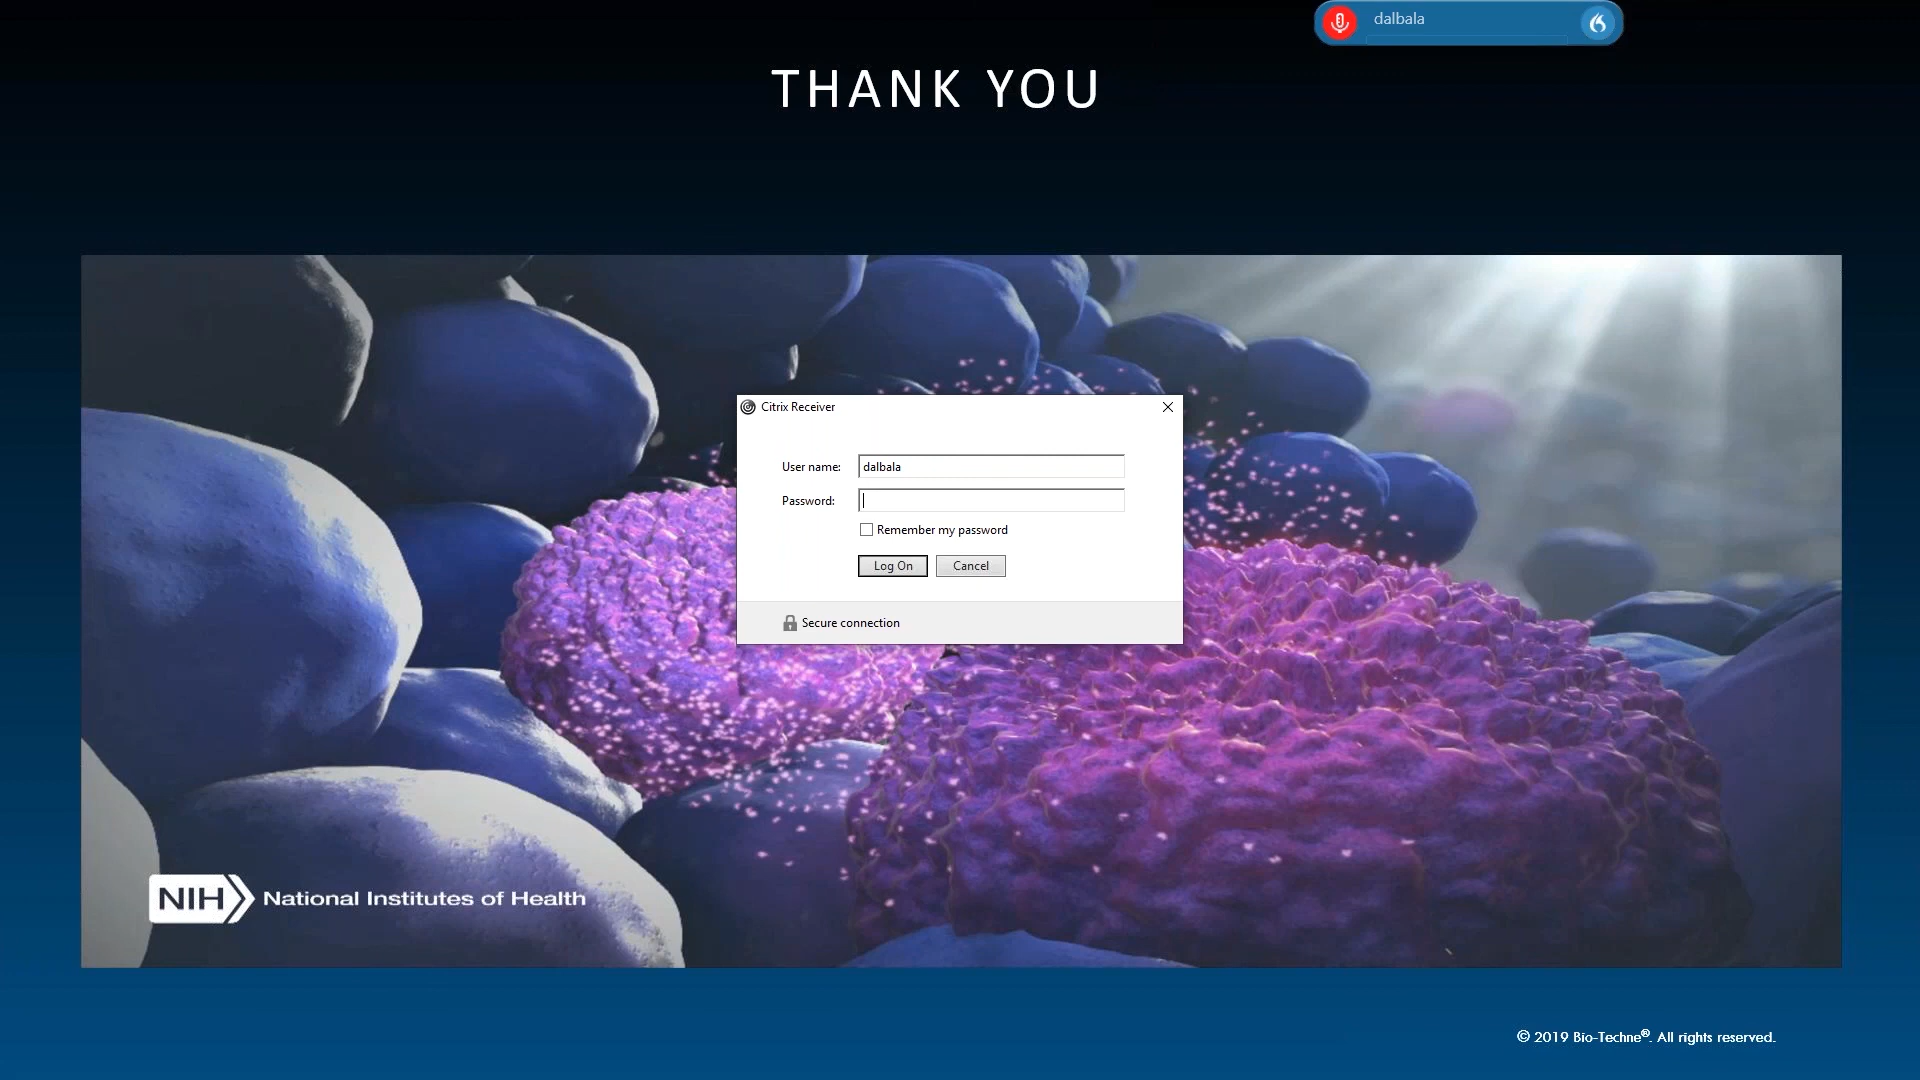 dalbala
THANK YOU
Citrix Receiver
User name: dalbala
Password:
Remember my password
Log On Cancel
Secure connection
NIH National Institutes of Health
© 2019 Bio-Techne®. All rights reserved.